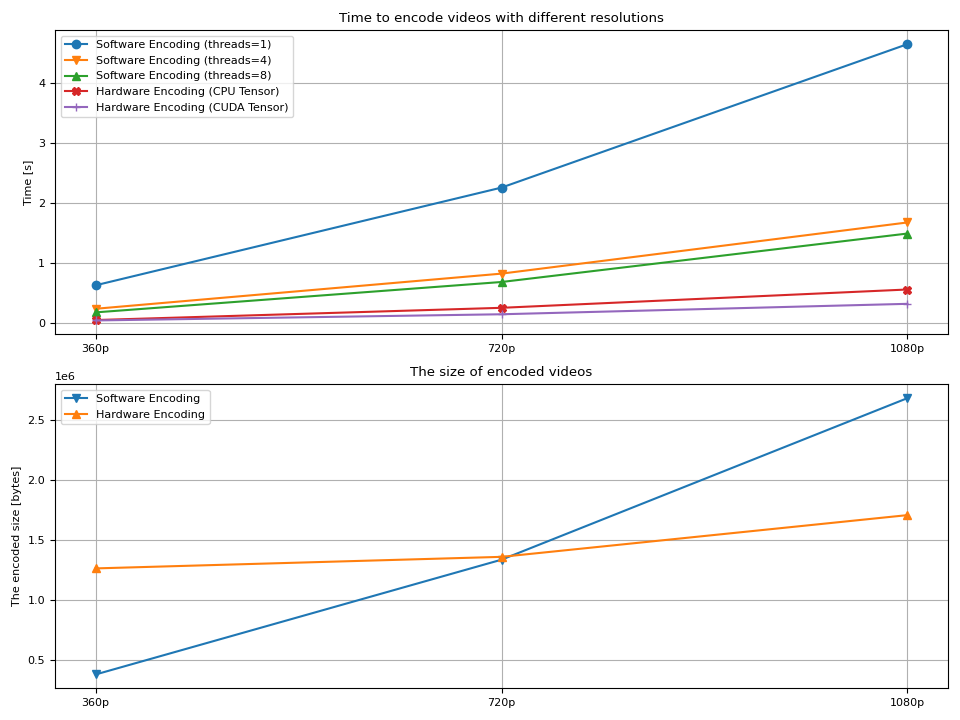 Time to encode videos with different resolutions
Software Encoding (threads=1)
Software Encoding (threads=4)
Software Encoding (threads=8)
Hardware Encoding (CPU Tensor)
Hardware Encoding (CUDA Tensor)
Time [s]
4
3
2
1
0
360p 720p 1080p
The size of encoded videos
1e6
Software Encoding
Hardware Encoding
The encoded size [bytes]
2.5
2.0
1.5
1.0
0.5
360p 720p 1080p